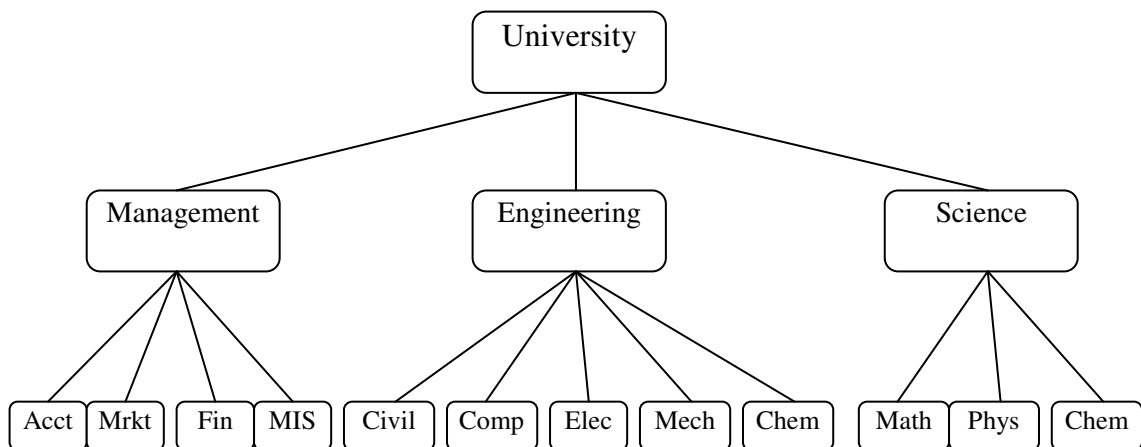 University
Management Engineering Science
Acct Mrkt Fin MIS Civil Comp Elec Mech Chem Math Phys Chem